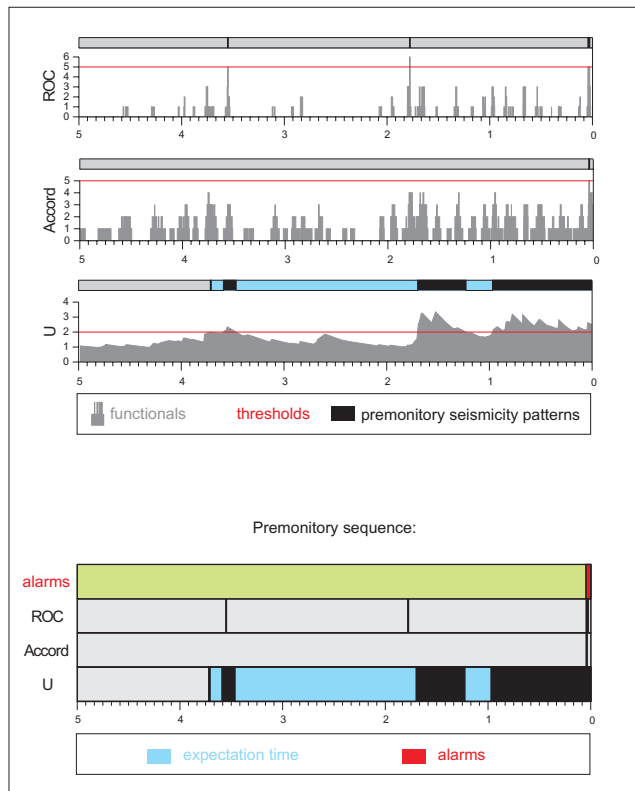 6
5
4
3
2
1
0
ROC
5 4 3 2 1 0
5
4
3
2
1
0
Accord
5 4 3 2 1 0
4
3
2
1
0
U
5 4 3 2 1 0
functionals thresholds premonitory seismicity patterns
Premonitory sequence:
alarms
ROC
Accord
U
5 4 3 2 1 0
expectation time alarms